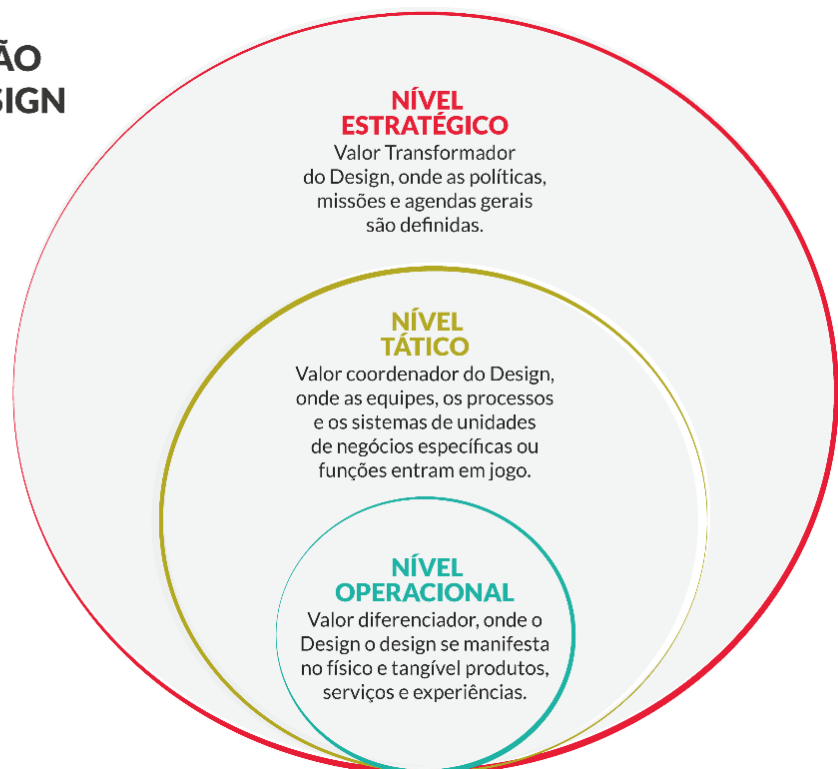 ÃO
SIGN
NÍVEL
ESTRATÉGICO
Valor Transformador
do Design, onde as políticas,
missões e agendas gerais
são definidas.
NÍVEL
TÁTICO
Valor coordenador do Design,
onde as equipes, os processos
e os sistemas de unidades
de negócios específicas ou
funções entram em jogo.
NÍVEL
OPERACIONAL
Valor diferenciador, onde o
Design o design se manifesta
no físico e tangível produtos,
serviços e experiências.